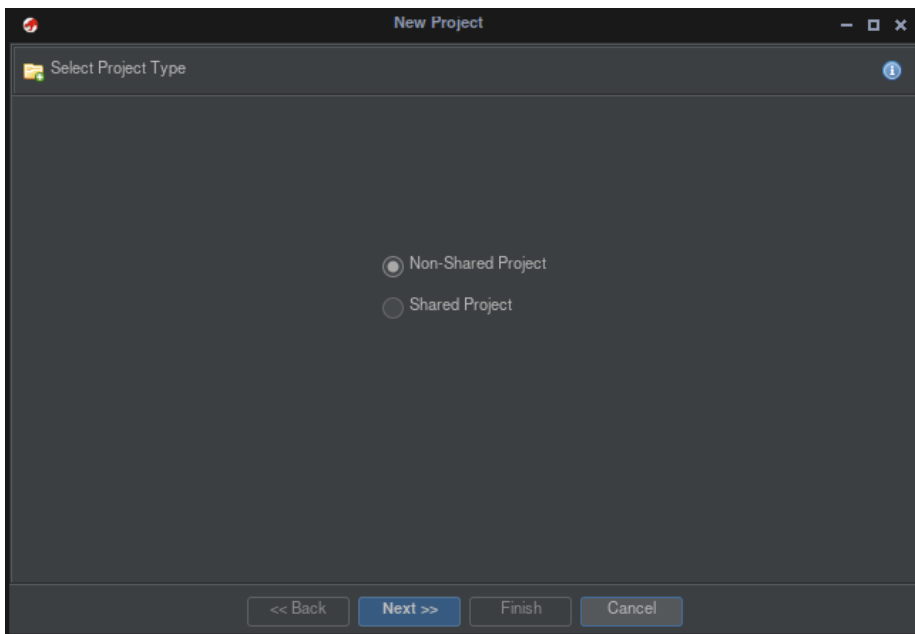 New Project
Select Project Type
Non-Shared Project
Shared Project
<< Back Next >> Finish Cancel